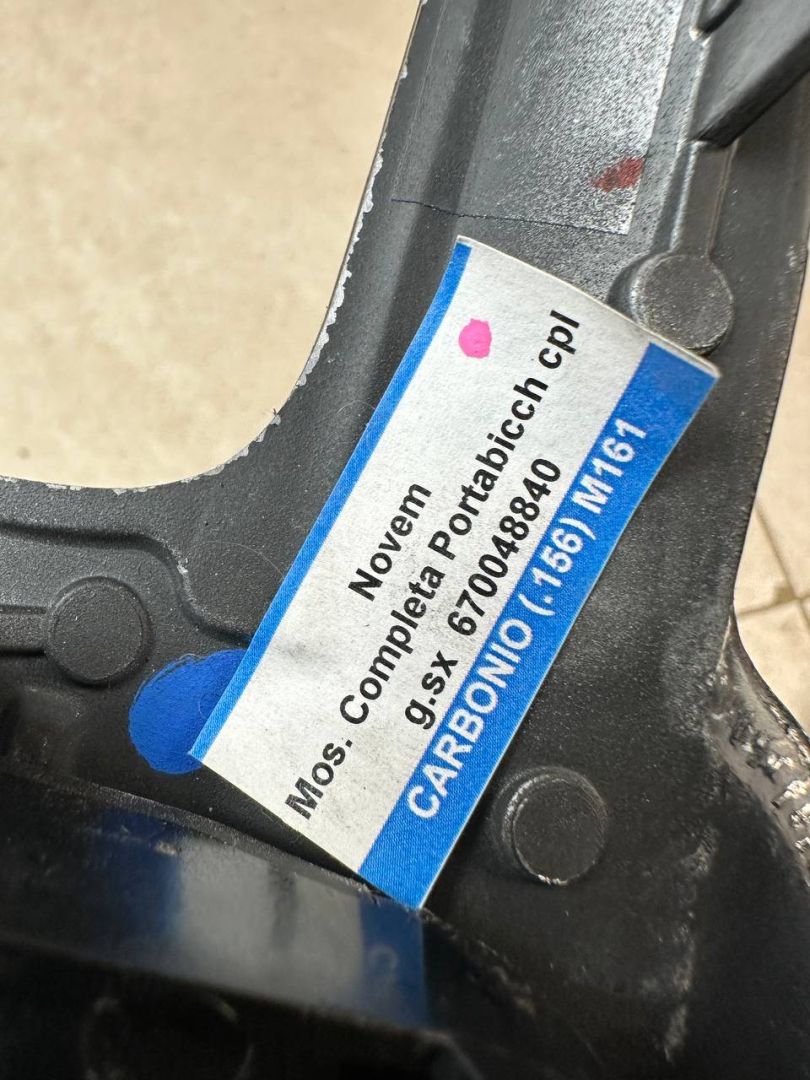 Novem
Mos. Completa Portabicch cpl
g.sx 670048840
CARBONIO (.156) M161